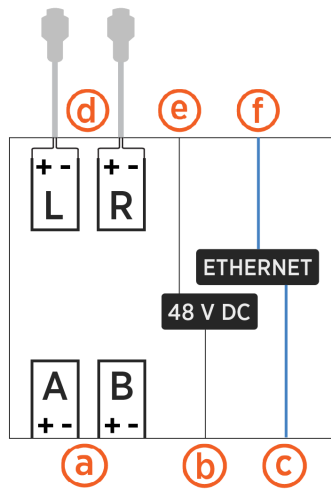 d e f
+ - + -
L R
ETHERNET
48 V DC
A B
+ - + -
a b c